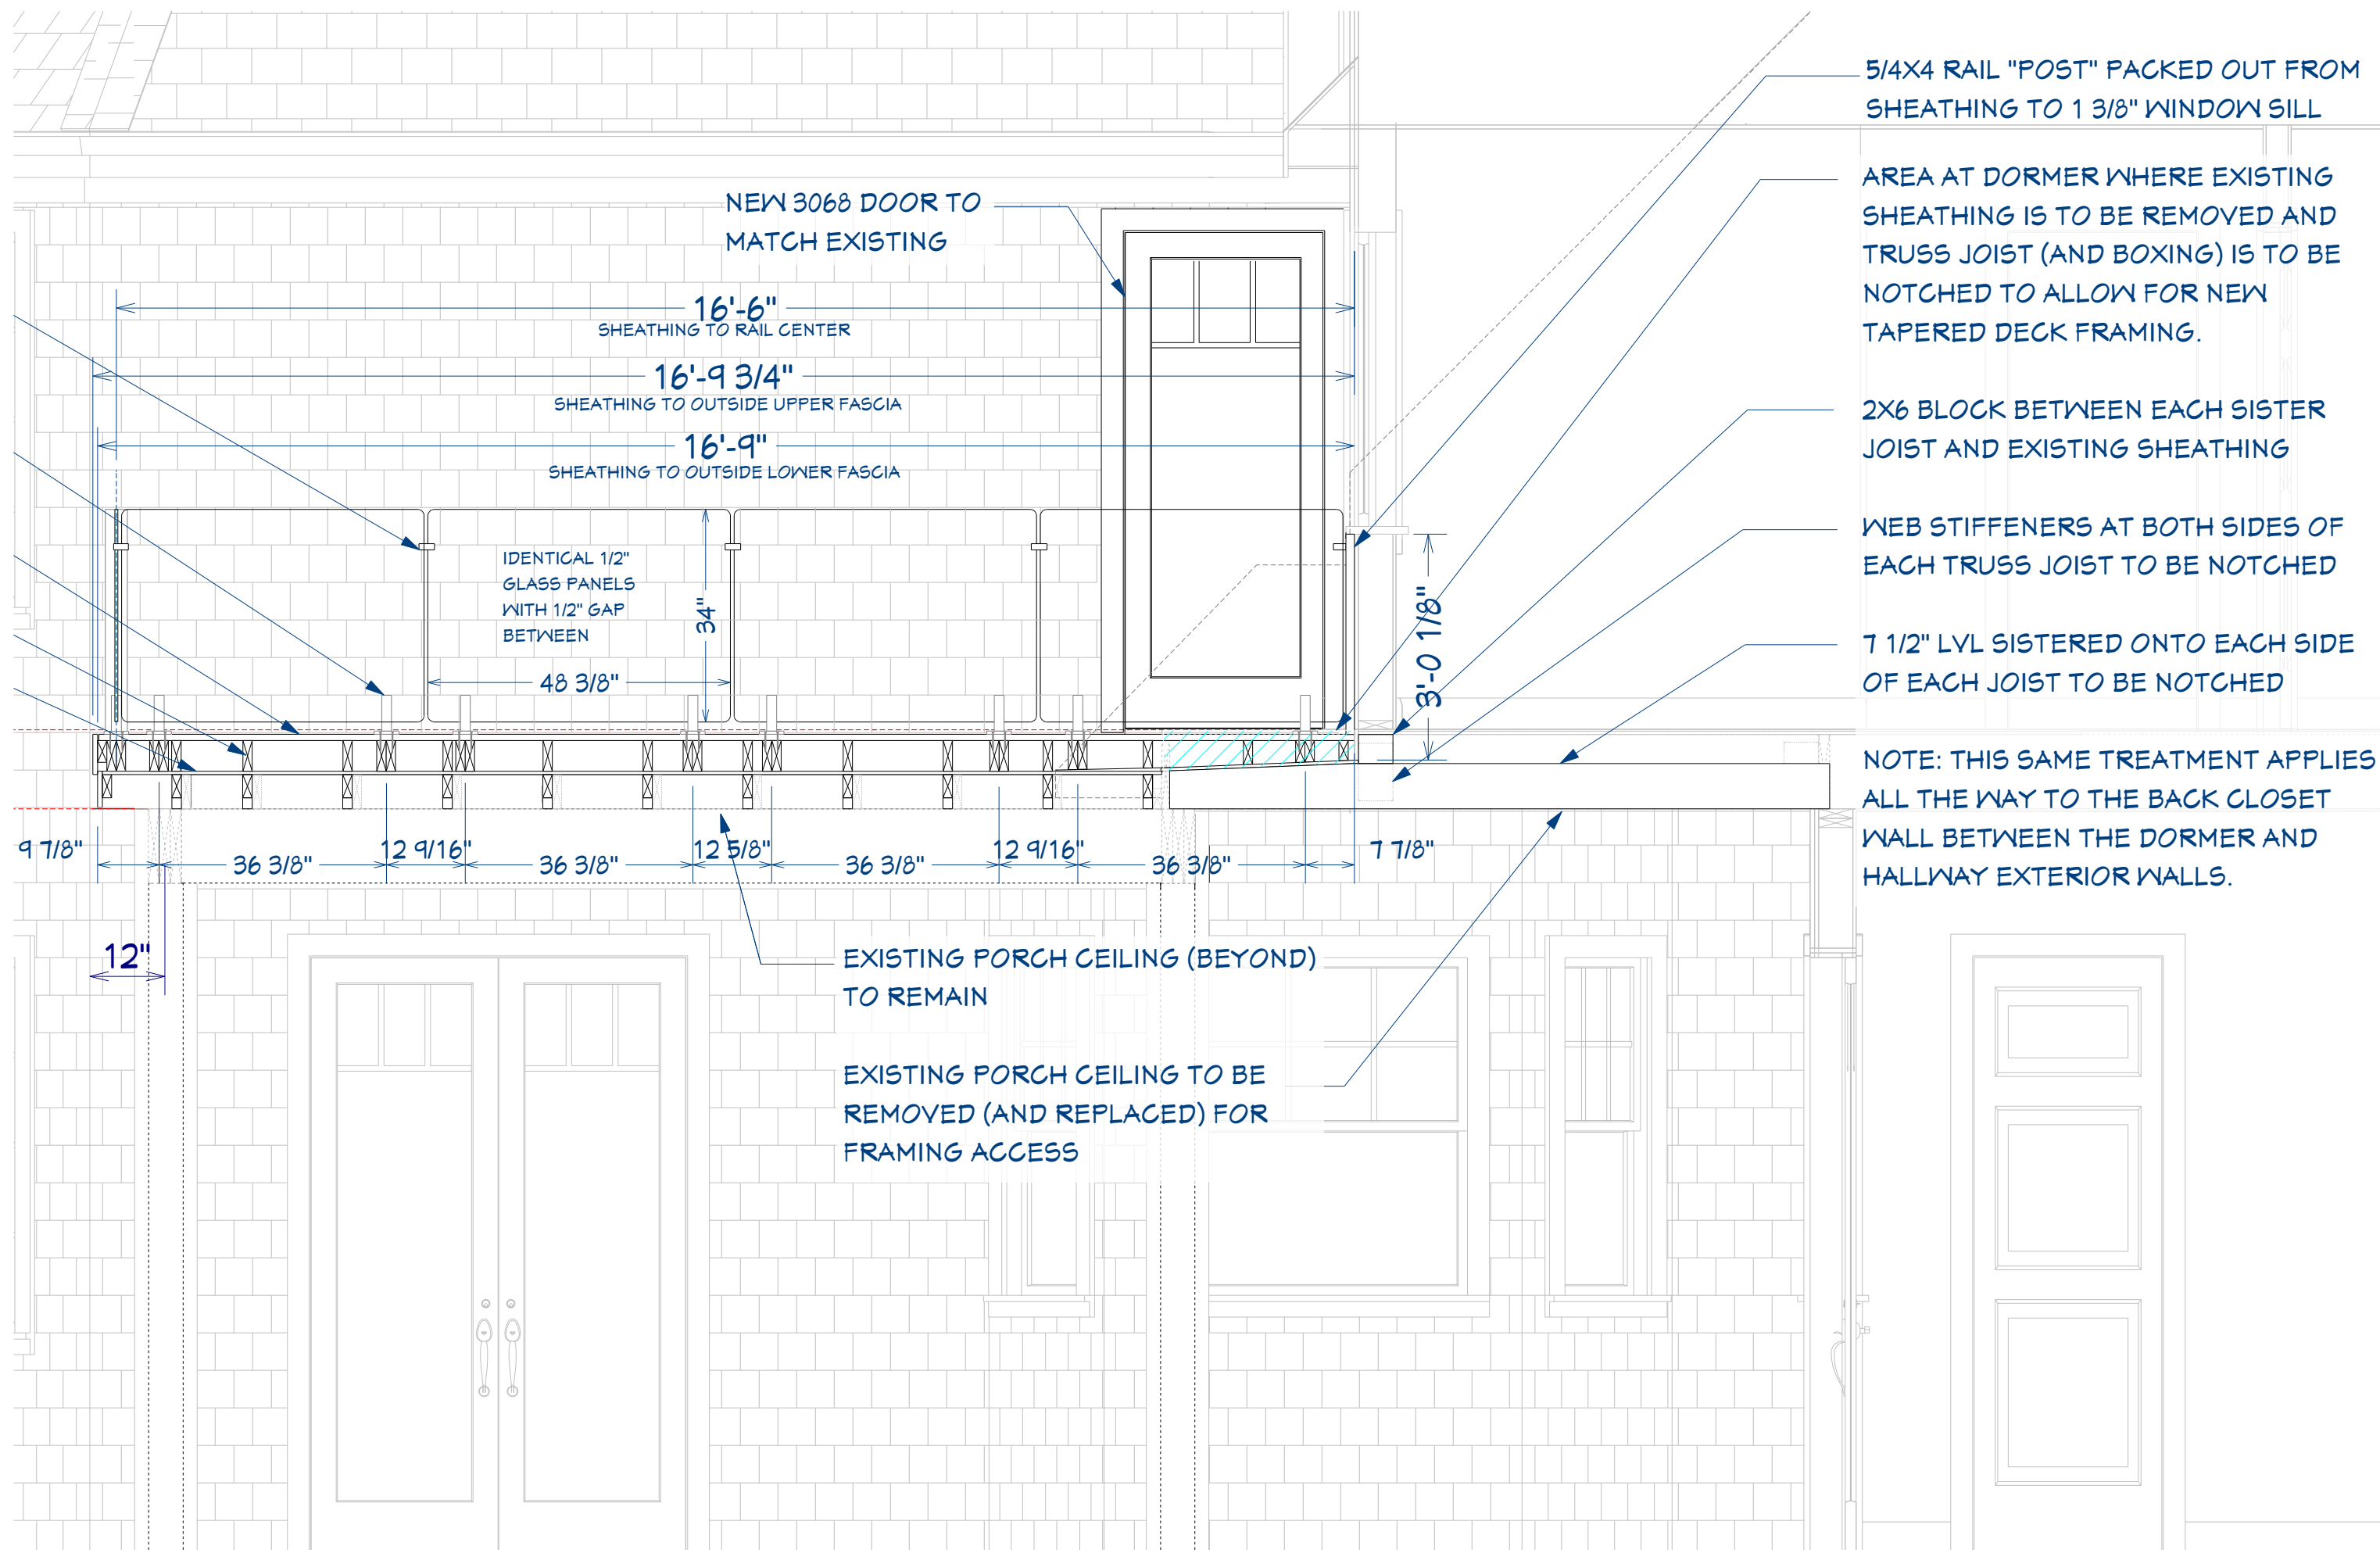 5/4X4 RAIL "POST" PACKED OUT FROM
SHEATHING TO 1 3/8" WINDOW SILL
AREA AT DORMER WHERE EXISTING
SHEATHING IS TO BE REMOVED AND
TRUSS JOIST (AND BOXING) IS TO BE
NOTCHED TO ALLOW FOR NEW
TAPERED DECK FRAMING.
2X6 BLOCK BETWEEN EACH SISTER
JOIST AND EXISTING SHEATHING
WEB STIFFENERS AT BOTH SIDES OF
EACH TRUSS JOIST TO BE NOTCHED
7 1/2" LVL SISTERED ONTO EACH SIDE
OF EACH JOIST TO BE NOTCHED
NOTE: THIS SAME TREATMENT APPLIES
ALL THE WAY TO THE BACK CLOSET
WALL BETWEEN THE DORMER AND
HALLWAY EXTERIOR WALLS.
NEW 3068 DOOR TO
MATCH EXISTING
16'-6"
SHEATHING TO RAIL CENTER
16'-9 3/4"
SHEATHING TO OUTSIDE UPPER FASCIA
16'-9"
SHEATHING TO OUTSIDE LOWER FASCIA
IDENTICAL 1/2"
GLASS PANELS
WITH 1/2" GAP
BETWEEN
34"
48 3/8"
3'-0 1/8"
9 7/8"
36 3/8"
12 9/16"
36 3/8"
12 5/8"
36 3/8"
12 9/16"
36 3/8"
7 7/8"
12"
EXISTING PORCH CEILING (BEYOND)
TO REMAIN
EXISTING PORCH CEILING TO BE
REMOVED (AND REPLACED) FOR
FRAMING ACCESS